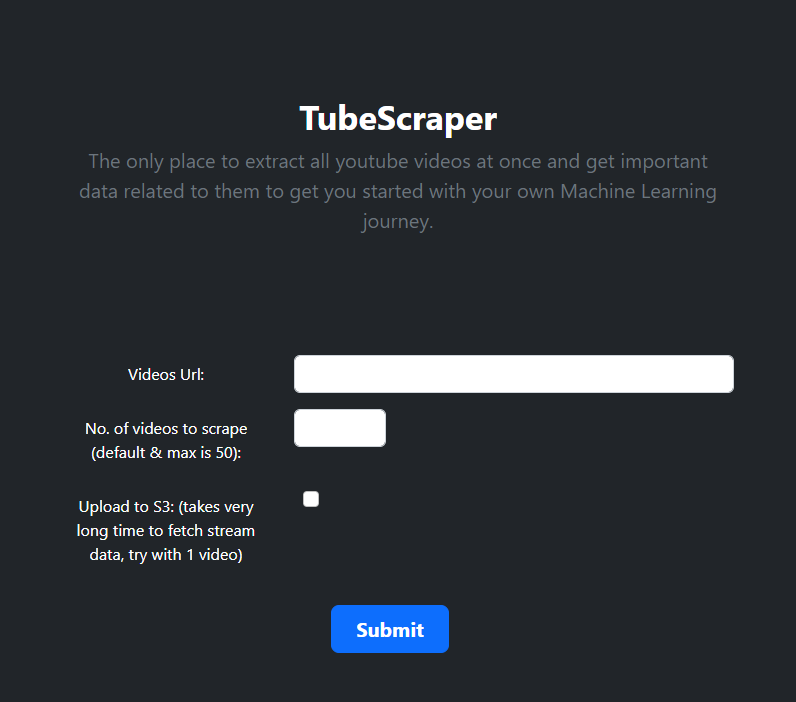 TubeScraper
The only place to extract all youtube videos at once and get important
data related to them to get you started with your own Machine Learning
journey.
Videos Url:
No. of videos to scrape
(default & max is 50):
Upload to S3: (takes very
long time to fetch stream
data, try with 1 video)
Submit